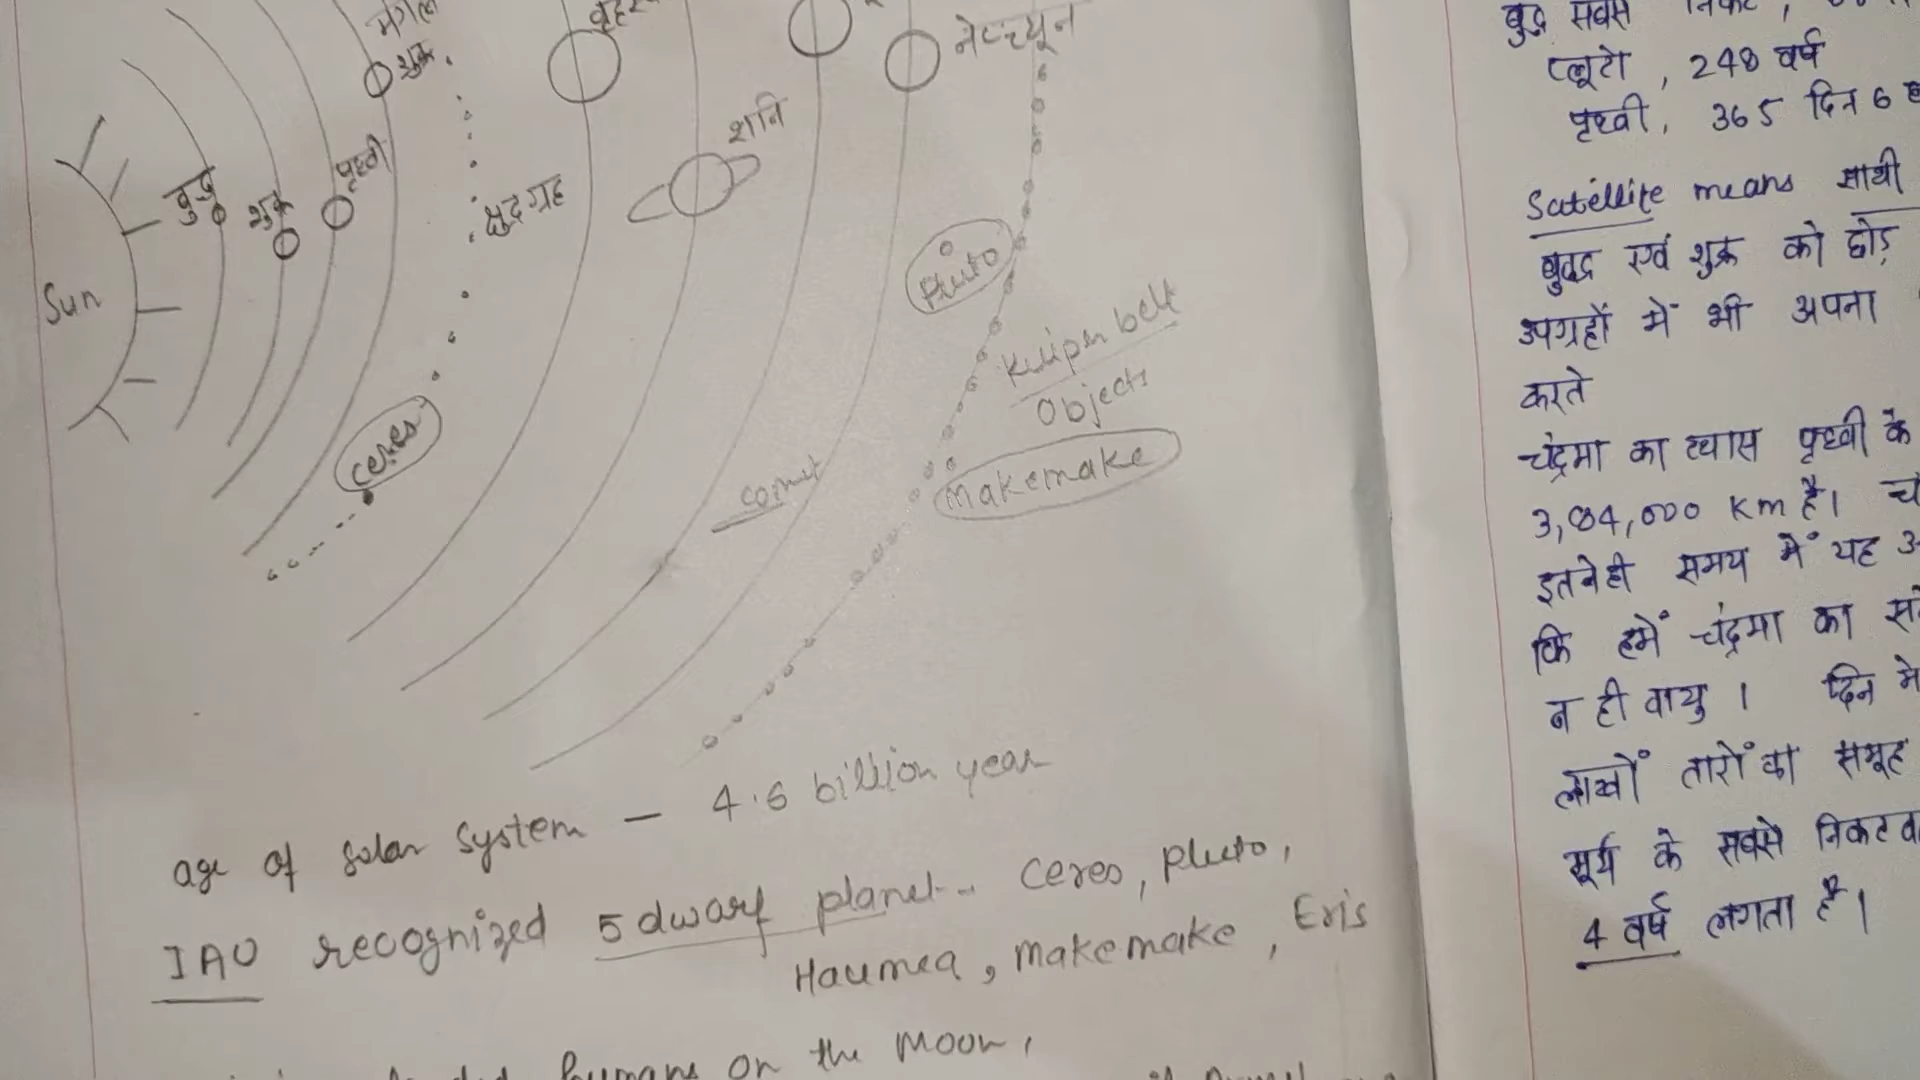 मंगल
शुक्र
बुद्ध
शुक्र
पृथ्वी
क्षुद्रग्रह
शनि
नेप्च्यून
Sun
Pluto
Kuiper belt
Objects
Makemake
Ceres
comet
age of solar system — 4.6 billion year
IAU recognized 5 dwarf planet - Ceres, Pluto,
Haumea, Makemake, Eris
humans on the Moon,
बुद्ध सबसे निकट,
प्लूटो, 248 वर्ष
पृथ्वी, 365 दिन 6
Satellite means साथी
बुद्ध एवं शुक्र को छोड़
उपग्रहों में भी अपना
करते
चंद्रमा का व्यास पृथ्वी के
3,84,000 Km है।
इतनेही समय में यह
कि हमें चंद्रमा का
न ही वायु। दिन मे
लाखों तारों का समूह
सूर्य के सबसे निकट
4 वर्ष लगता है।